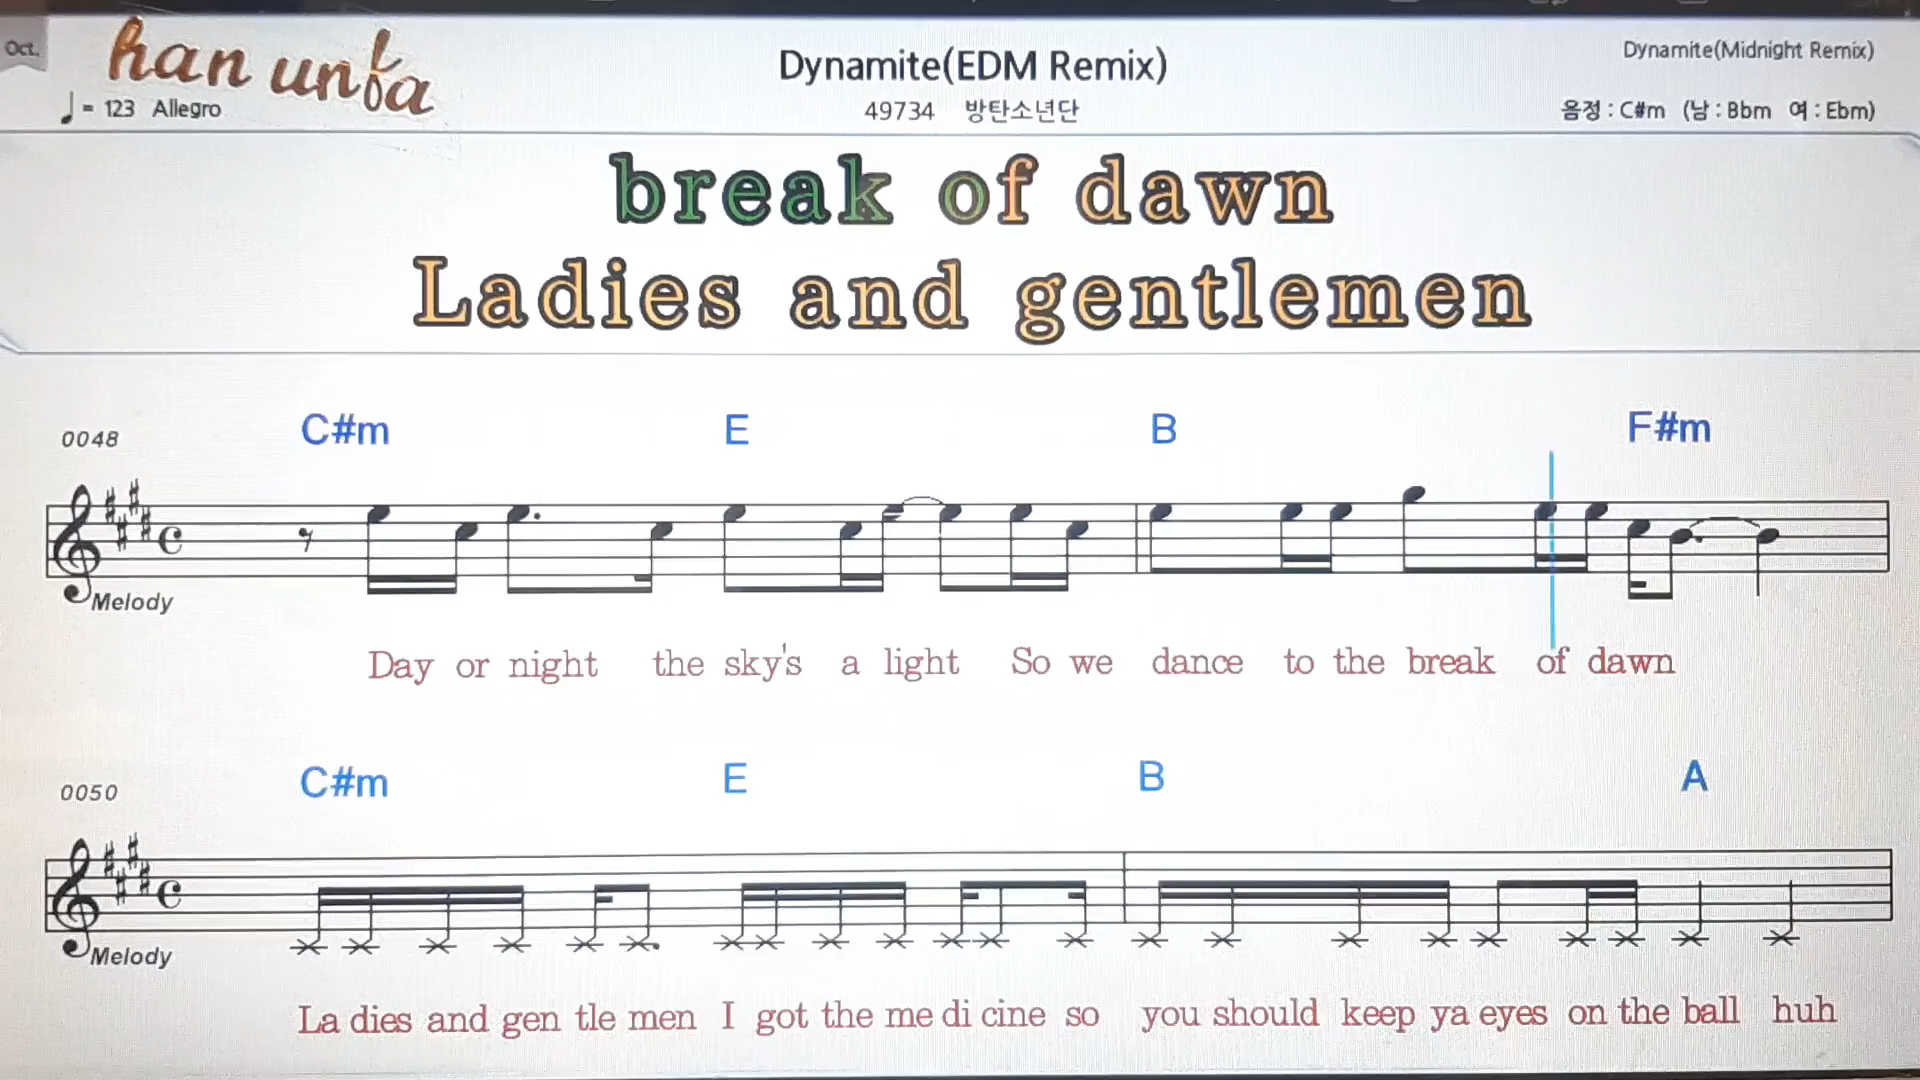 Oct.
han unfa
Dynamite(EDM Remix)
Dynamite(Midnight Remix)
♩ = 123 Allegro
49734 방탄소년단
음정 : C#m (남 : Bbm 여 : Ebm)
break of dawn
Ladies and gentlemen
0048
C#m E B F#m
Melody
Day or night the sky's a light So we dance to the break of dawn
0050
C#m E B A
Melody
La dies and gen tle men I got the me di cine so you should keep ya eyes on the ball huh